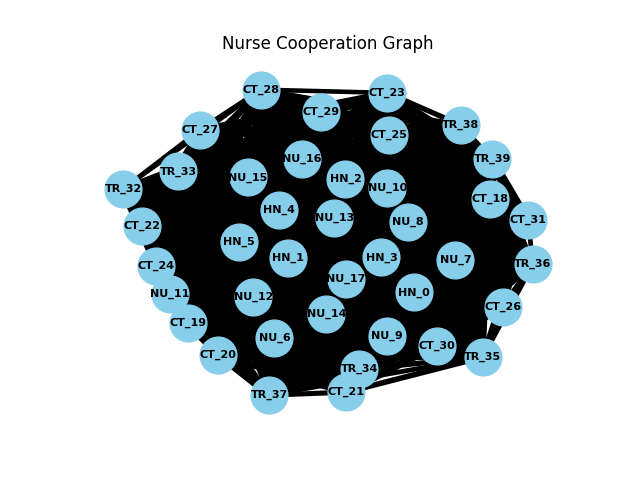 Nurse Cooperation Graph
CT_28
CT_23
CT_29
TR_38
CT_27
CT_25
NU_16
TR_39
TR_33
NU_15
HN_2
NU_10
TR_32
CT_18
HN_4
NU_13
NU_8
CT_31
CT_22
HN_5
HN_1
HN_3
NU_7
TR_36
CT_24
NU_17
NU_11
NU_12
HN_0
CT_26
NU_14
CT_19
NU_6
NU_9
CT_30
CT_20
TR_35
TR_34
CT_21
TR_37